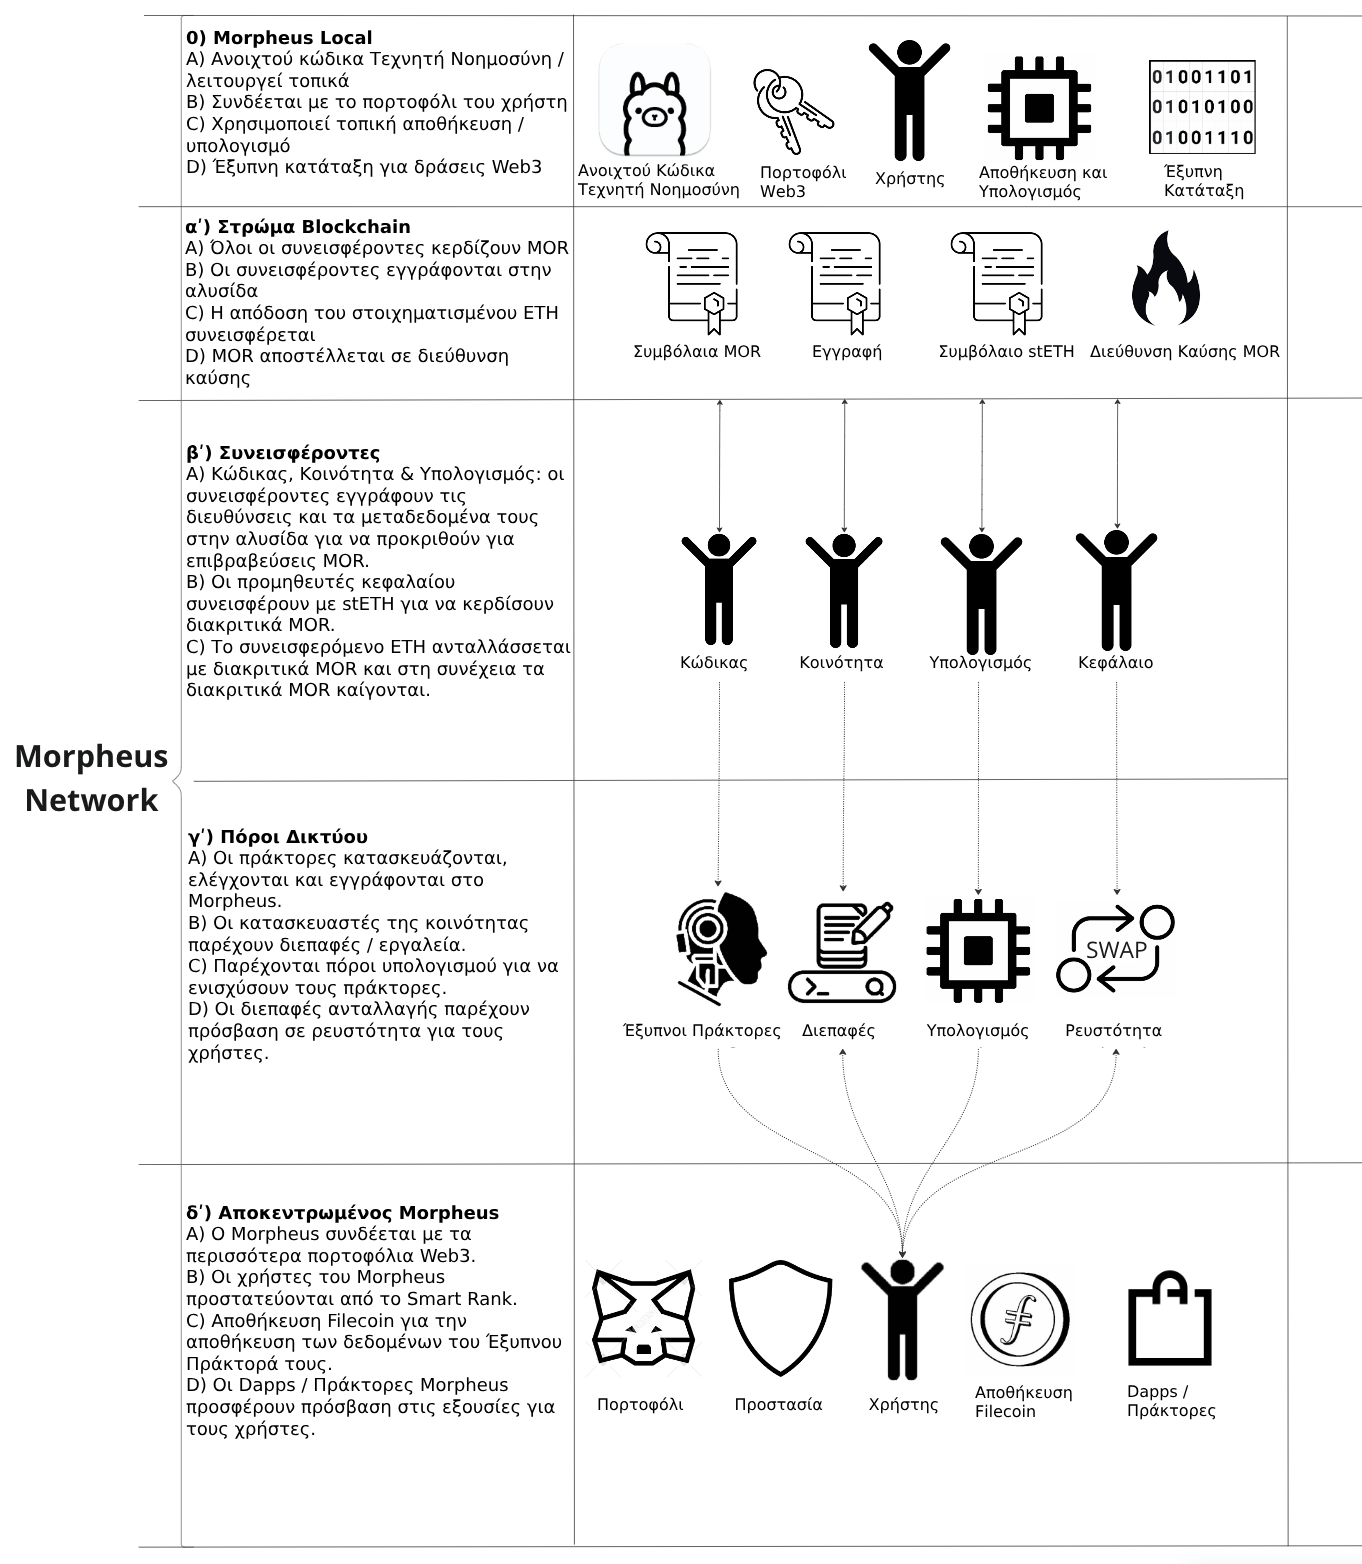 0) Morpheus Local
A) Ανοιχτού κώδικα Τεχνητή Νοημοσύνη /
λειτουργεί τοπικά
B) Συνδέεται με το πορτοφόλι του χρήστη
C) Χρησιμοποιεί τοπική αποθήκευση /
υπολογισμό
D) Έξυπνη κατάταξη για δράσεις Web3
01001101
01010100
01001110
Ανοιχτού Κώδικα
Τεχνητή Νοημοσύνη
Πορτοφόλι
Web3
Χρήστης
Αποθήκευση και
Υπολογισμός
Έξυπνη
Κατάταξη
αʹ) Στρώμα Blockchain
A) Όλοι οι συνεισφέροντες κερδίζουν MOR
B) Οι συνεισφέροντες εγγράφονται στην
αλυσίδα
C) Η απόδοση του στοιχηματισμένου ETH
συνεισφέρεται
D) MOR αποστέλλεται σε διεύθυνση
καύσης
Συμβόλαια MOR
Εγγραφή
Συμβόλαιο stETH
Διεύθυνση Καύσης MOR
βʹ) Συνεισφέροντες
A) Κώδικας, Κοινότητα & Υπολογισμός: οι
συνεισφέροντες εγγράφουν τις
διευθύνσεις και τα μεταδεδομένα τους
στην αλυσίδα για να προκριθούν για
επιβραβεύσεις MOR.
B) Οι προμηθευτές κεφαλαίου
συνεισφέρουν με stETH για να κερδίσουν
διακριτικά MOR.
C) Το συνεισφερόμενο ETH ανταλλάσσεται
με διακριτικά MOR και στη συνέχεια τα
διακριτικά MOR καίγονται.
Κώδικας
Κοινότητα
Υπολογισμός
Κεφάλαιο
Morpheus
Network
γʹ) Πόροι Δικτύου
A) Οι πράκτορες κατασκευάζονται,
ελέγχονται και εγγράφονται στο
Morpheus.
B) Οι κατασκευαστές της κοινότητας
παρέχουν διεπαφές / εργαλεία.
C) Παρέχονται πόροι υπολογισμού για να
ενισχύσουν τους πράκτορες.
D) Οι διεπαφές ανταλλαγής παρέχουν
πρόσβαση σε ρευστότητα για τους
χρήστες.
SWAP
Έξυπνοι Πράκτορες
Διεπαφές
Υπολογισμός
Ρευστότητα
δʹ) Αποκεντρωμένος Morpheus
A) Ο Morpheus συνδέεται με τα
περισσότερα πορτοφόλια Web3.
B) Οι χρήστες του Morpheus
προστατεύονται από το Smart Rank.
C) Αποθήκευση Filecoin για την
αποθήκευση των δεδομένων του Έξυπνου
Πράκτορά τους.
D) Οι Dapps / Πράκτορες Morpheus
προσφέρουν πρόσβαση στις εξουσίες για
τους χρήστες.
Πορτοφόλι
Προστασία
Χρήστης
Αποθήκευση
Filecoin
Dapps /
Πράκτορες